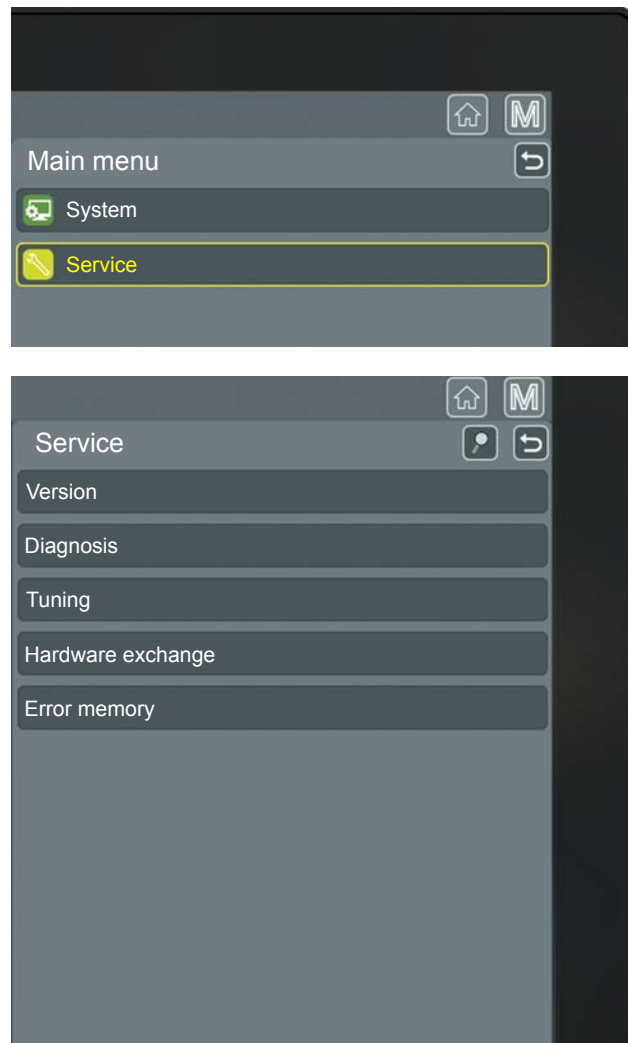 M
Main menu
System
Service
M
Service
Version
Diagnosis
Tuning
Hardware exchange
Error memory